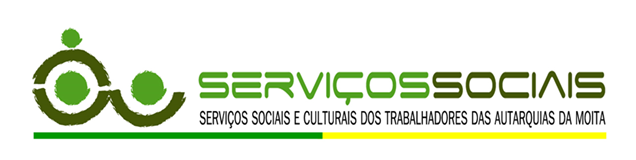 SERVIÇOSSOCIAIS
SERVIÇOS SOCIAIS E CULTURAIS DOS TRABALHADORES DAS AUTARQUIAS DA MOITA